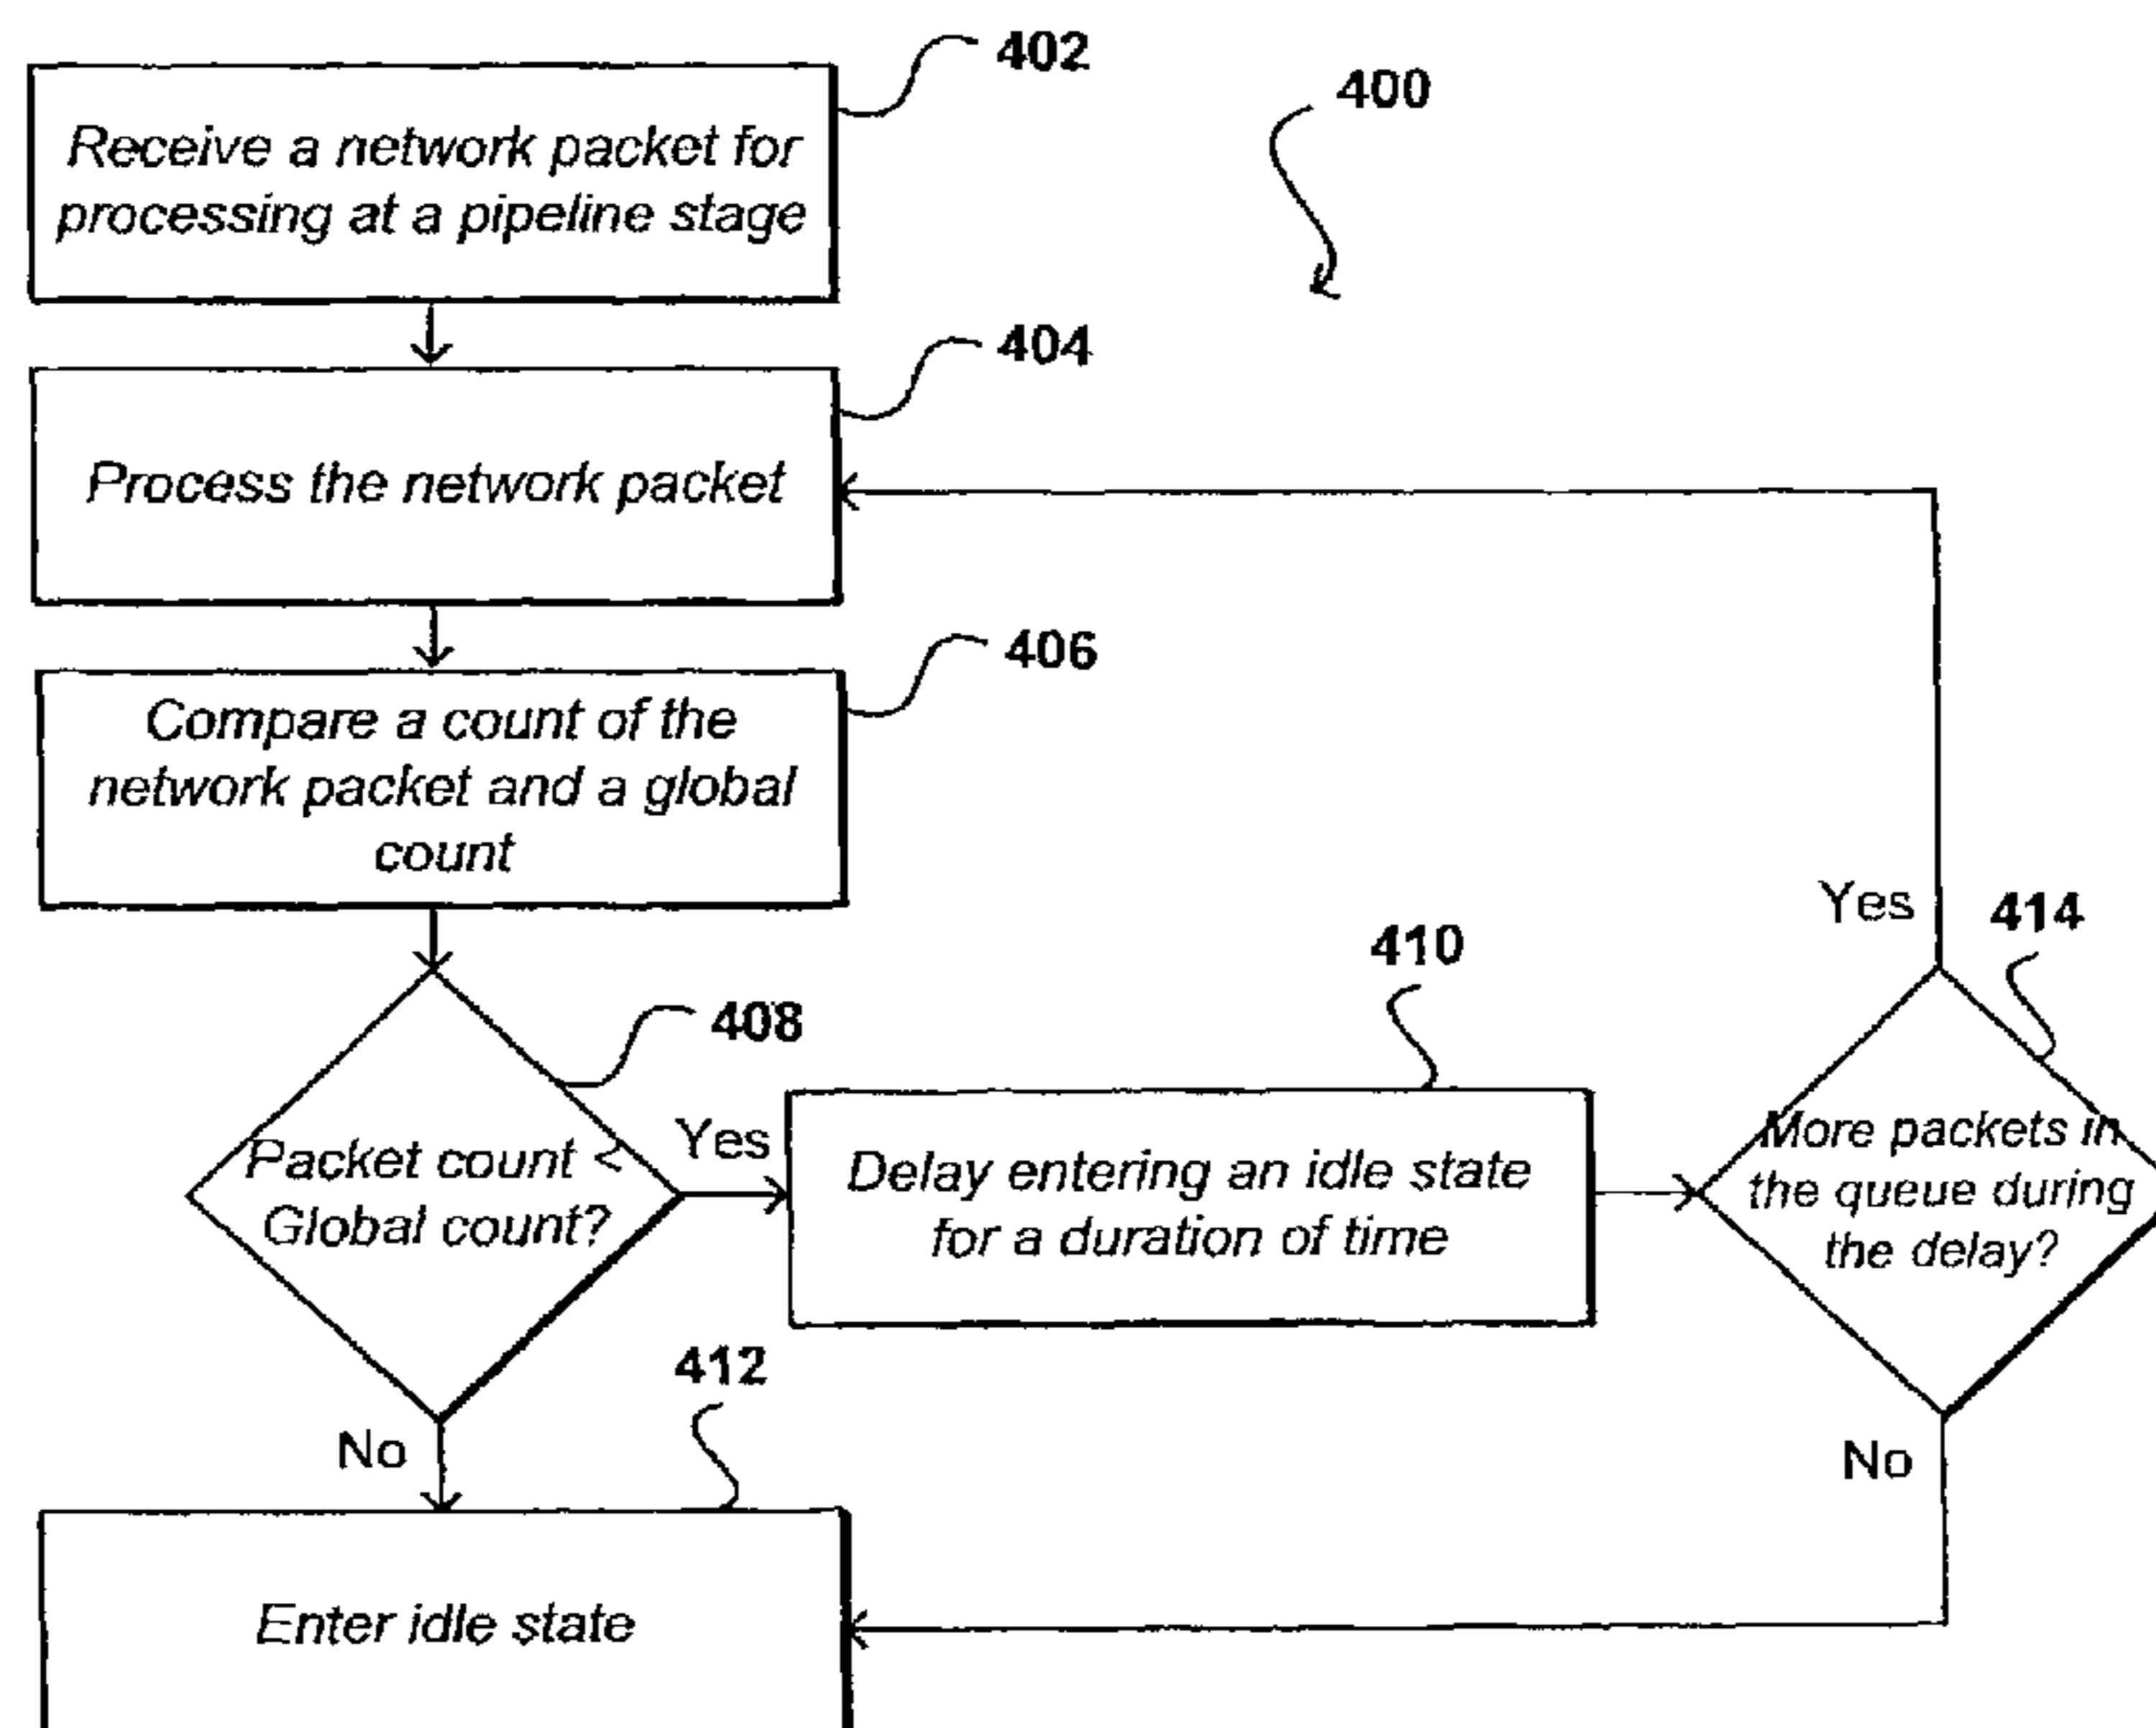 402
400
Receive a network packet for
processing at a pipeline stage
404
Process the network packet
406
Compare a count of the
network packet and a global
count
Yes
414
410
408
Packet count <
Global count?
Yes
Delay entering an idle state
for a duration of time
More packets in
the queue during
the delay?
No
412
No
Enter idle state